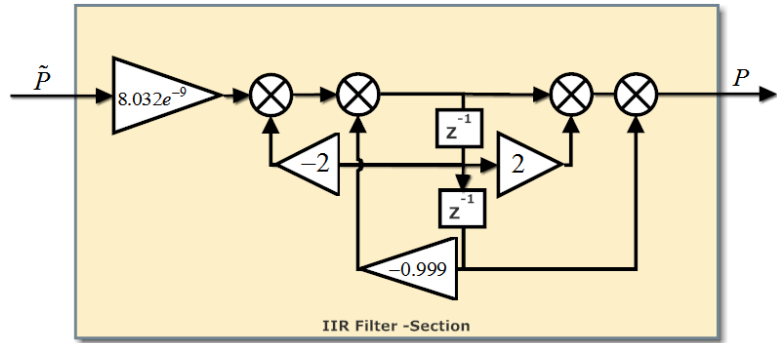 P̃
8.032e⁻⁹
P
z⁻¹
−2
2
z⁻¹
−0.999
IIR Filter -Section